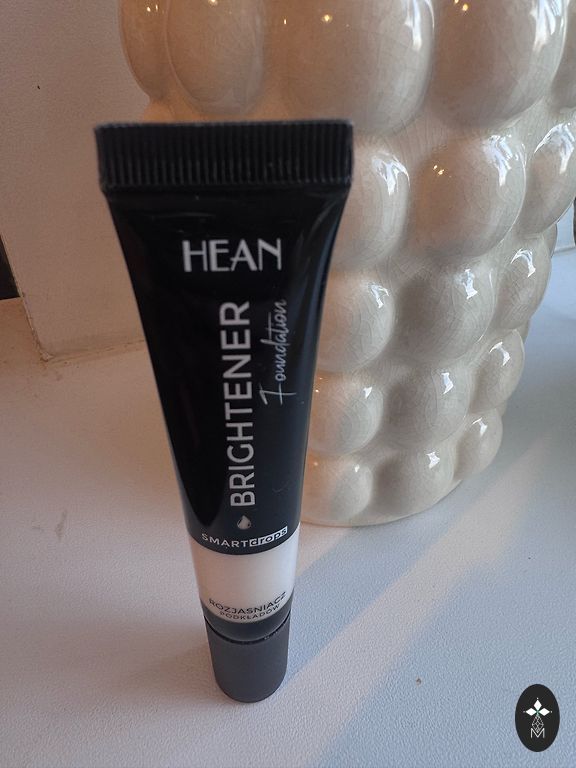 HEAN
BRIGHTENER
Foundation
SMARTdrops
ROZJAŚNIACZ
PODKŁADÓW
M